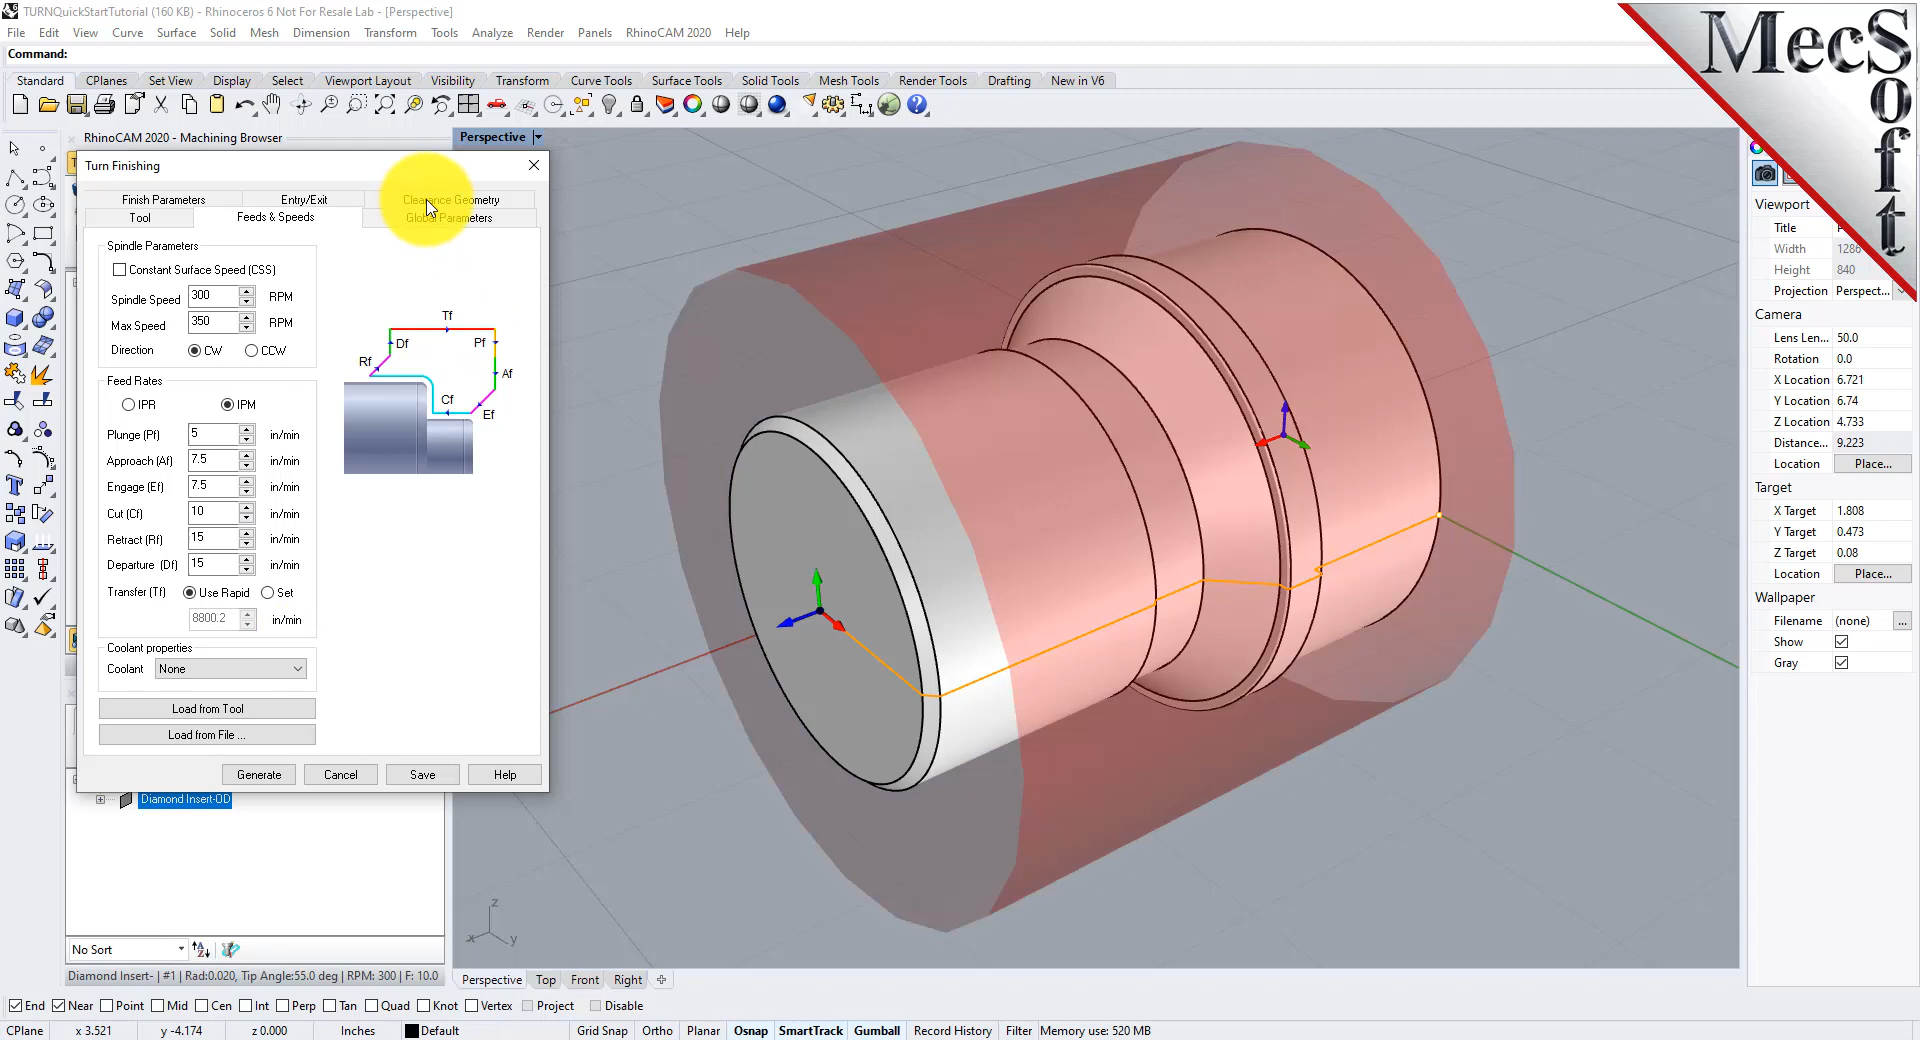 TURNQuickStartTutorial (160 KB) - Rhinoceros 6 Not For Resale Lab - [Perspective]
File Edit View Curve Surface Solid Mesh Dimension Transform Tools Analyze Render Panels RhinoCAM 2020 Help
Command:
Standard CPlanes Set View Display Select Viewport Layout Visibility Transform Curve Tools Surface Tools Solid Tools Mesh Tools Render Tools Drafting New in V6
MecSoft
RhinoCAM 2020 - Machining Browser
Perspective
Turn Finishing
Finish Parameters Entry/Exit Clearance Geometry
Tool Feeds & Speeds Global Parameters
Spindle Parameters
Constant Surface Speed (CSS)
Spindle Speed 300 RPM
Max Speed 350 RPM
Direction CW CCW
Feed Rates
IPR IPM
Plunge (Pf) 5 in/min
Approach (Af) 7.5 in/min
Engage (Ef) 7.5 in/min
Cut (Cf) 10 in/min
Retract (Rf) 15 in/min
Departure (Df) 15 in/min
Transfer (Tf) Use Rapid Set
8800.2 in/min
Coolant properties
Coolant None
Load from Tool
Load from File ...
Generate Cancel Save Help
Tf
Df Pf
Rf
Af
Cf
Ef
Diamond Insert-OD
No Sort
Diamond Insert- | #1 | Rad:0.020, Tip Angle:55.0 deg | RPM: 300 | F: 10.0
z
x y
Viewport
Title
Width 1286
Height 840
Projection Perspect...
Camera
Lens Len... 50.0
Rotation 0.0
X Location 6.721
Y Location 6.74
Z Location 4.733
Distance... 9.223
Location Place...
Target
X Target 1.808
Y Target 0.473
Z Target 0.08
Location Place...
Wallpaper
Filename (none) ...
Show
Gray
Perspective Top Front Right
End Near Point Mid Cen Int Perp Tan Quad Knot Vertex Project Disable
CPlane x 3.521 y -4.174 z 0.000 Inches Default Grid Snap Ortho Planar Osnap SmartTrack Gumball Record History Filter Memory use: 520 MB